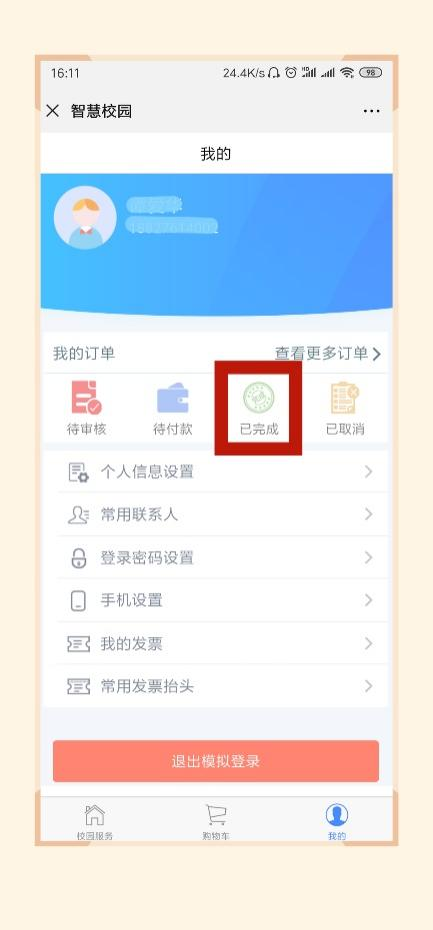 16:11
24.4K/s
98
智慧校园
我的
我的订单
查看更多订单
待审核
待付款
已完成
已取消
个人信息设置
常用联系人
登录密码设置
手机设置
我的发票
常用发票抬头
退出模拟登录
校园服务
购物车
我的